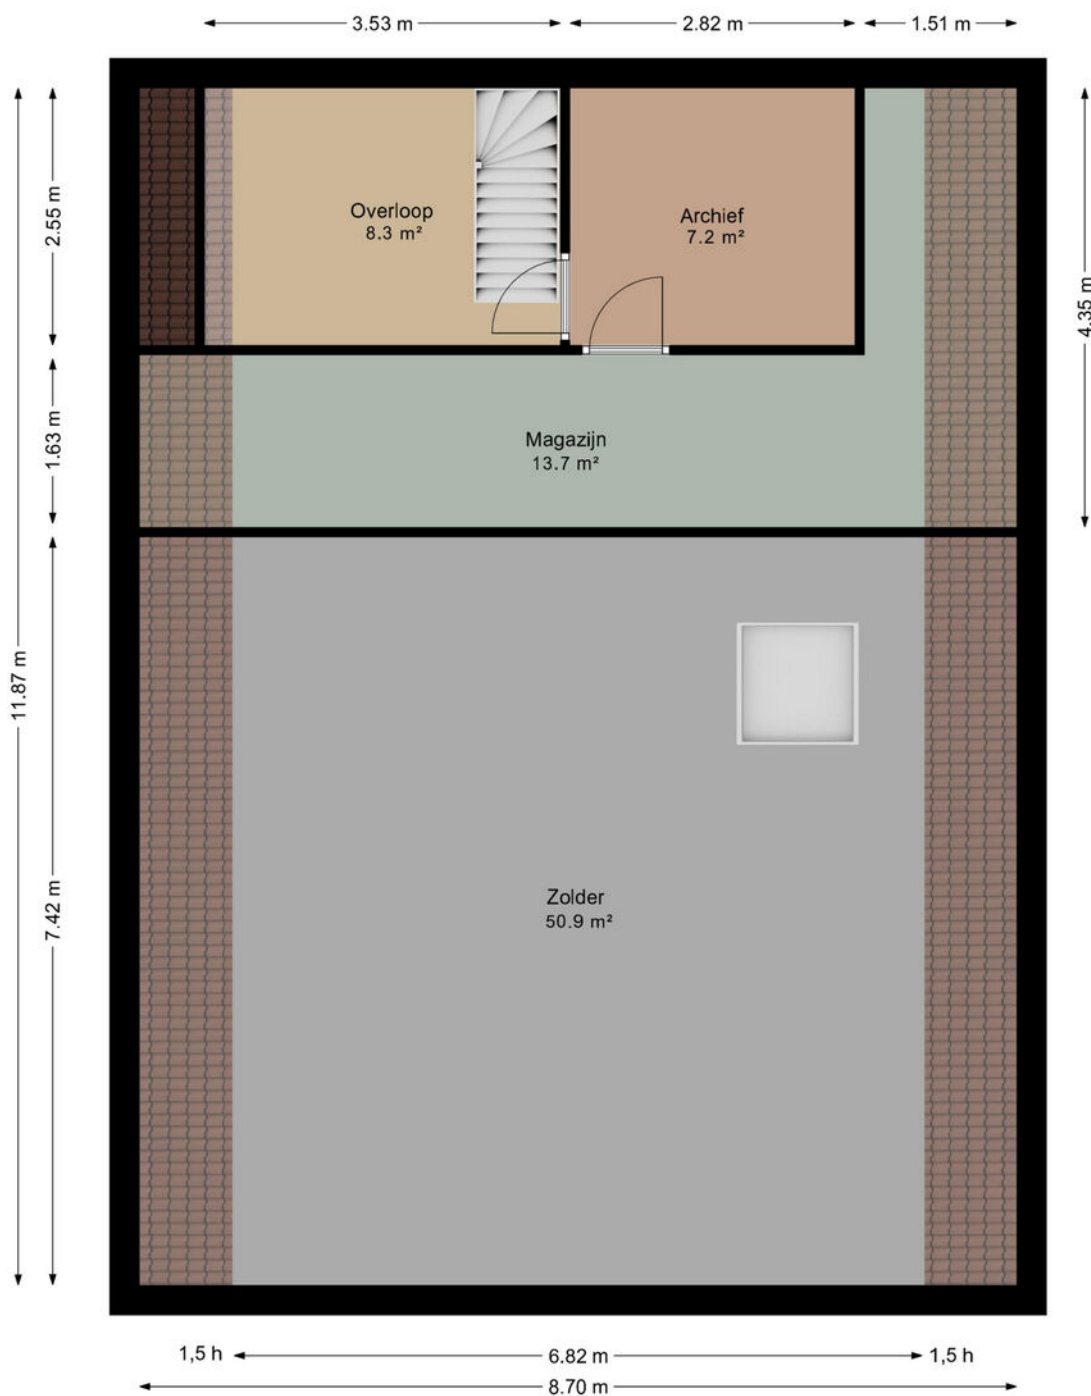 3.53 m
2.82 m
1.51 m
2.55 m
Overloop
8.3 m²
Archief
7.2 m²
4.35 m
1.63 m
Magazijn
13.7 m²
11.87 m
7.42 m
Zolder
50.9 m²
1,5 h
6.82 m
1,5 h
8.70 m